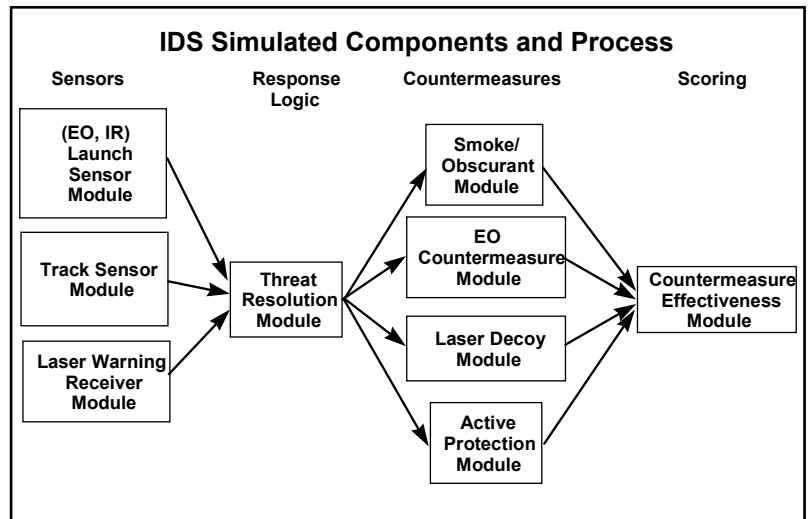 IDS Simulated Components and Process
Sensors
Response
Logic
Countermeasures
Scoring
(EO, IR)
Launch
Sensor
Module
Track Sensor
Module
Laser Warning
Receiver
Module
Threat
Resolution
Module
Smoke/
Obscurant
Module
EO
Countermeasure
Module
Laser Decoy
Module
Active
Protection
Module
Countermeasure
Effectiveness
Module